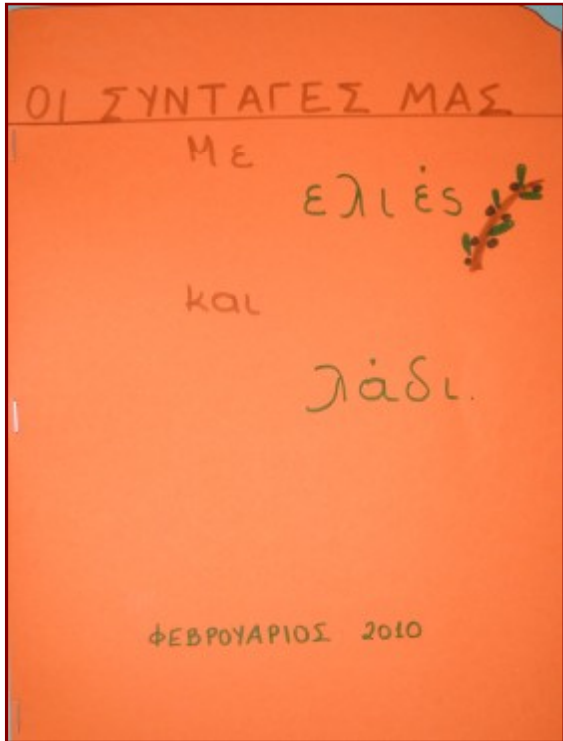 ΟΙ ΣΥΝΤΑΓΕΣ ΜΑΣ
Με
ελιές
και
λάδι.
ΦΕΒΡΟΥΑΡΙΟΣ 2010